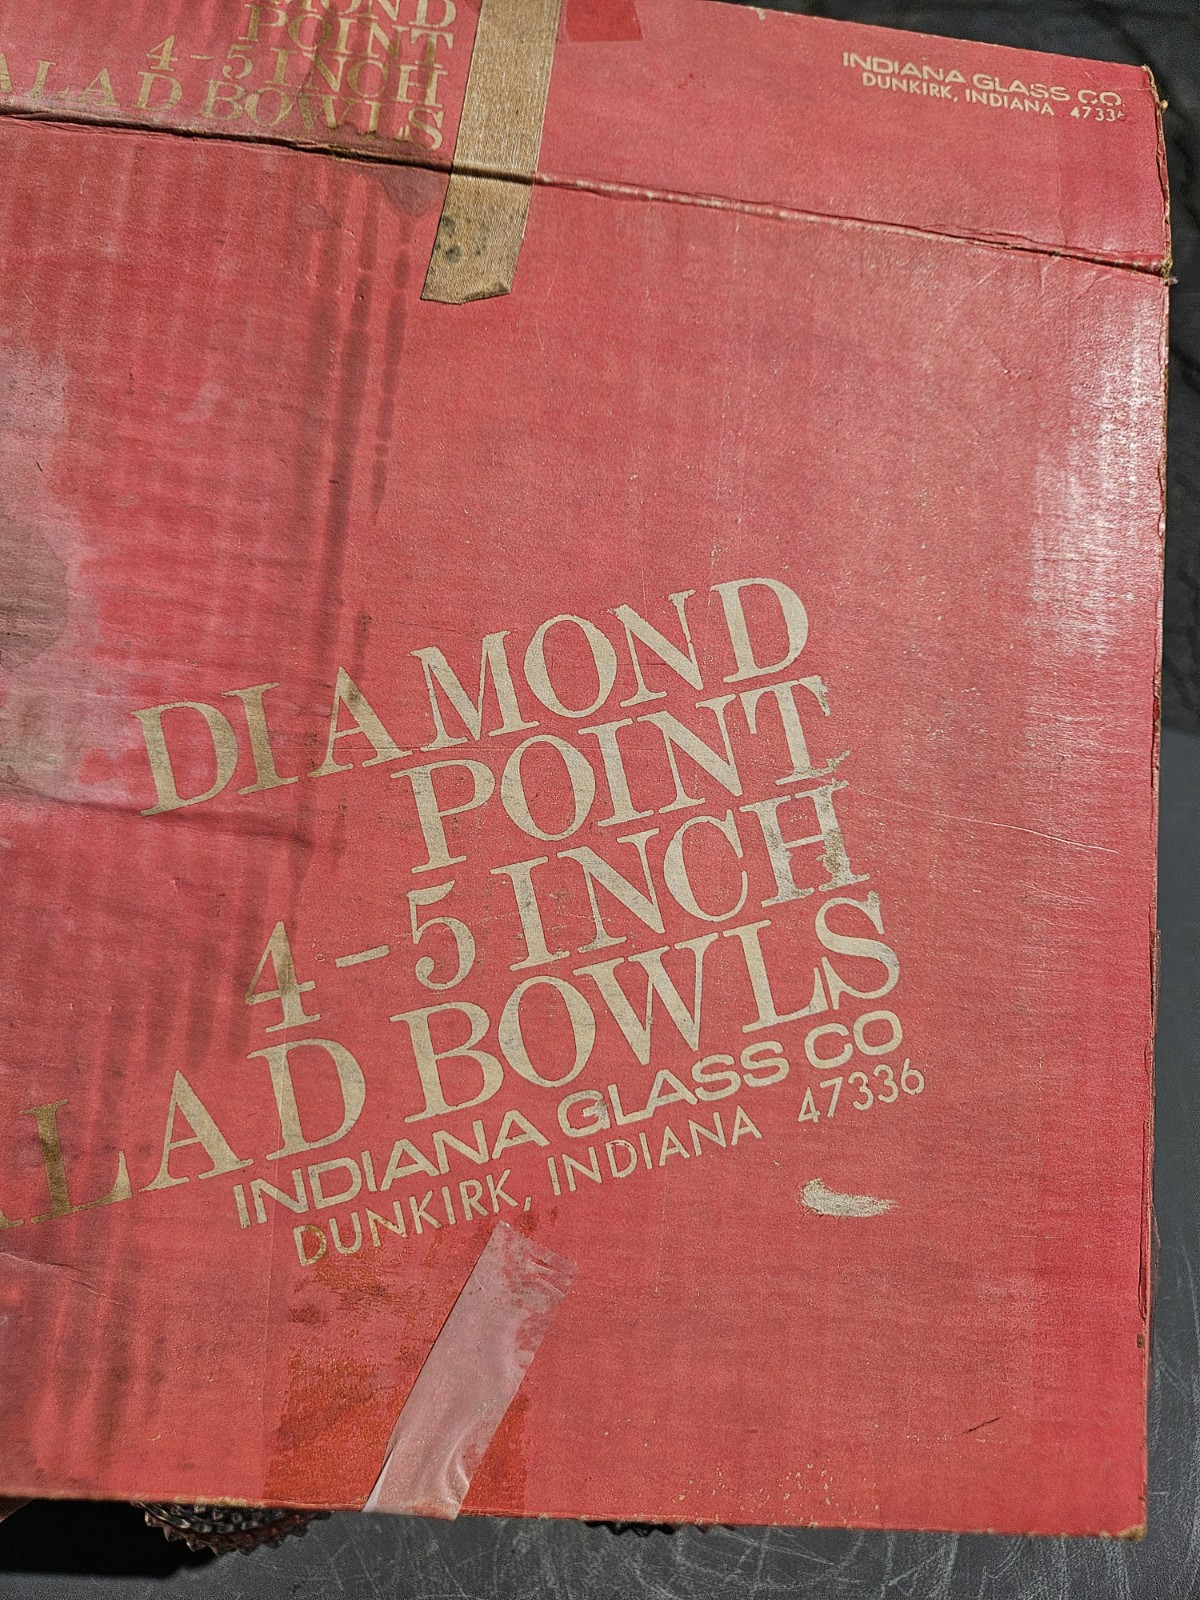 POINT
4-5 INCH
BOWLS
INDIANA GLASS CO.
DUNKIRK, INDIANA
DIAMOND
POINT
4-5 INCH
BOWLS
INDIANA GLASS CO
DUNKIRK, INDIANA 47336